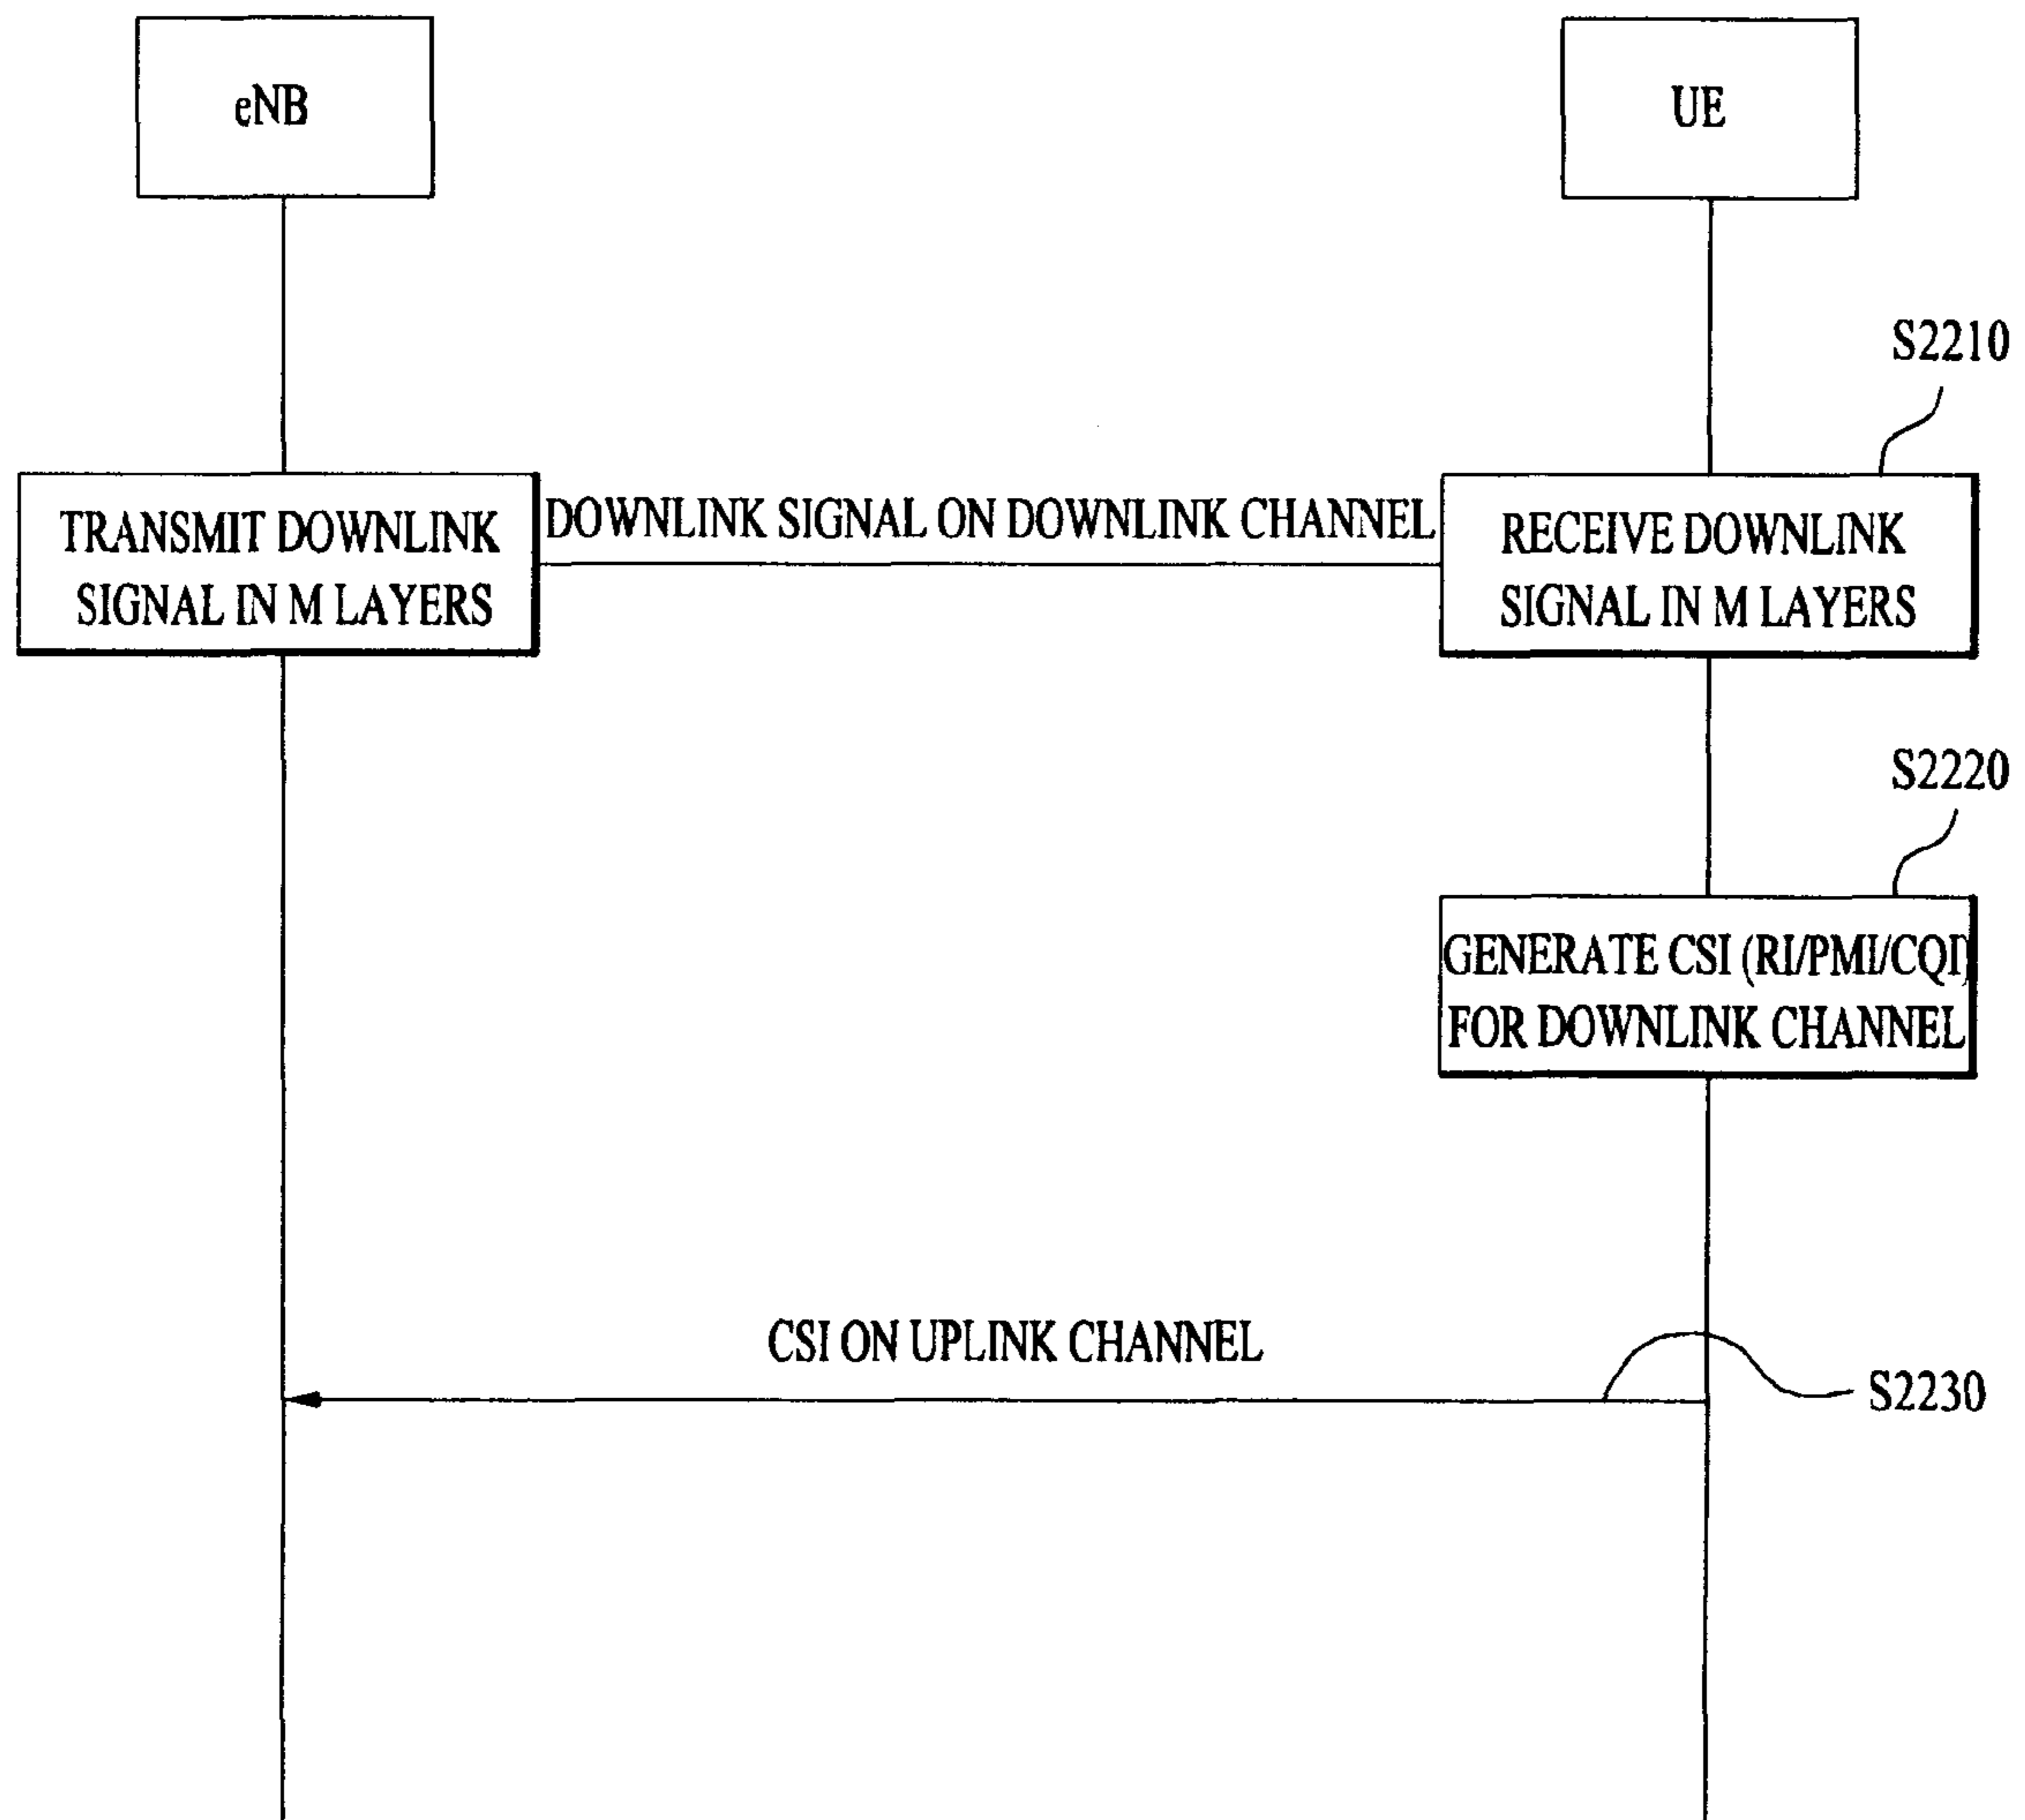 eNB
UE
S2210
TRANSMIT DOWNLINK
SIGNAL IN M LAYERS
DOWNLINK SIGNAL ON DOWNLINK CHANNEL
RECEIVE DOWNLINK
SIGNAL IN M LAYERS
S2220
GENERATE CSI (RI/PMI/CQI)
FOR DOWNLINK CHANNEL
CSI ON UPLINK CHANNEL
S2230